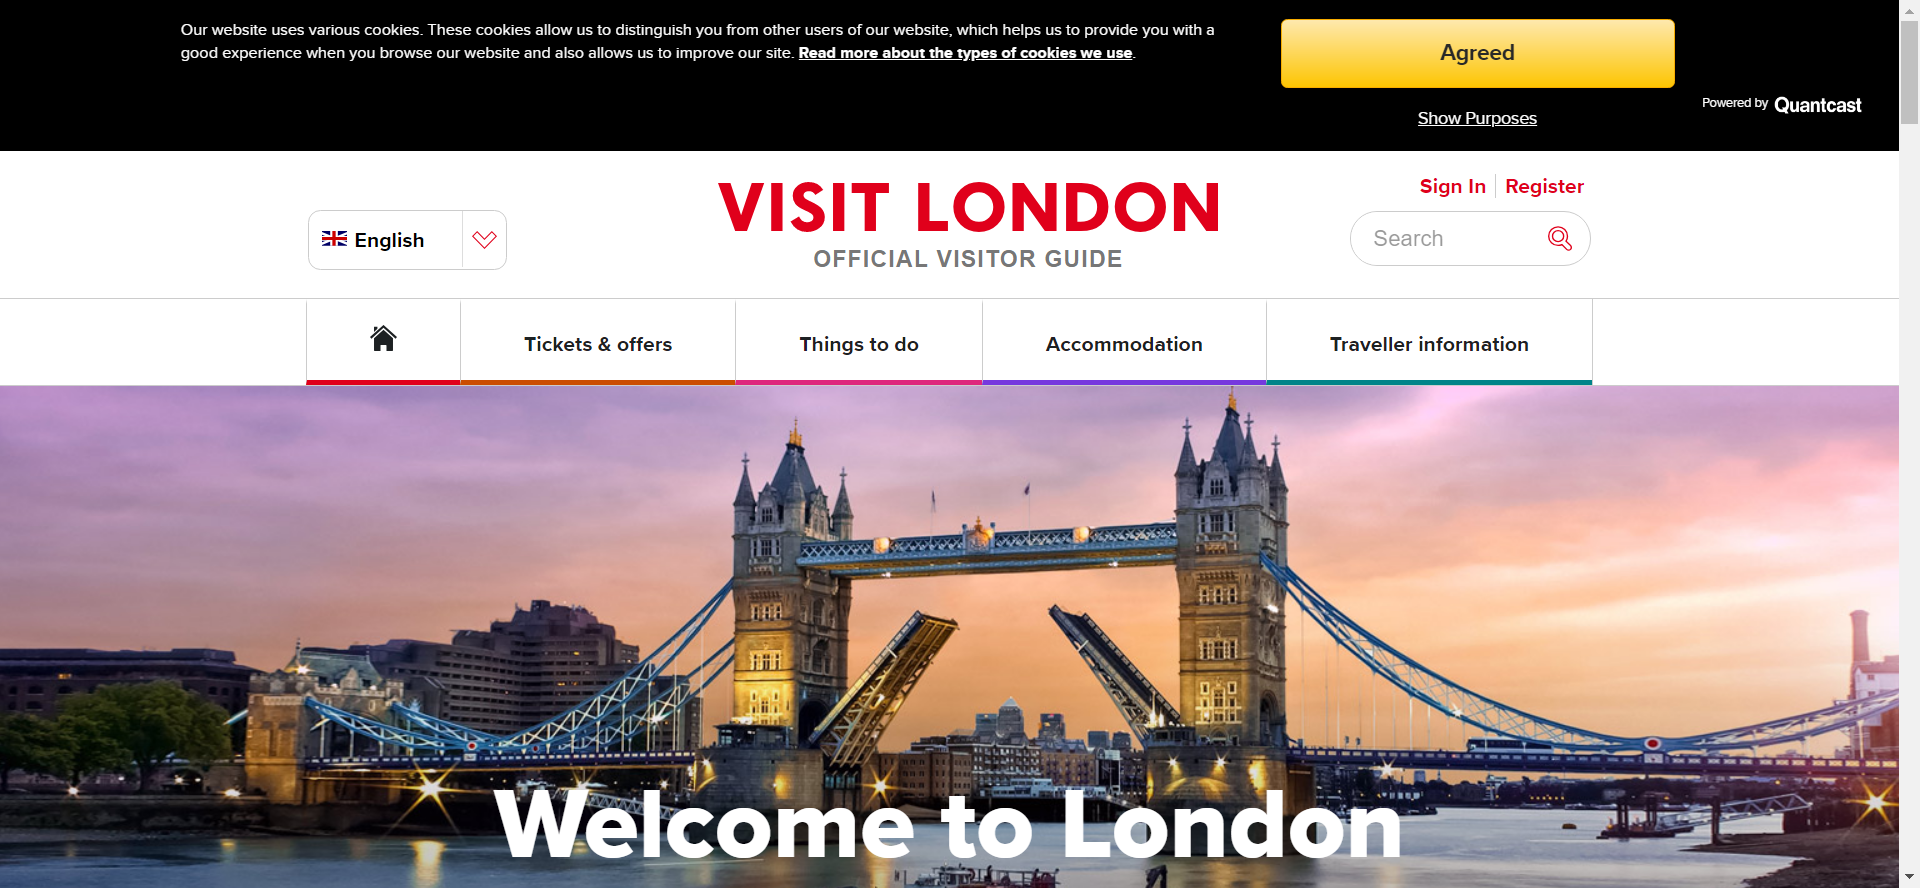 Our website uses various cookies. These cookies allow us to distinguish you from other users of our website, which helps us to provide you with a
good experience when you browse our website and also allows us to improve our site. Read more about the types of cookies we use.
Agreed
Show Purposes
Powered by Quantcast
English
VISIT LONDON
OFFICIAL VISITOR GUIDE
Sign In
Register
Search
Tickets & offers
Things to do
Accommodation
Traveller information
Welcome to London